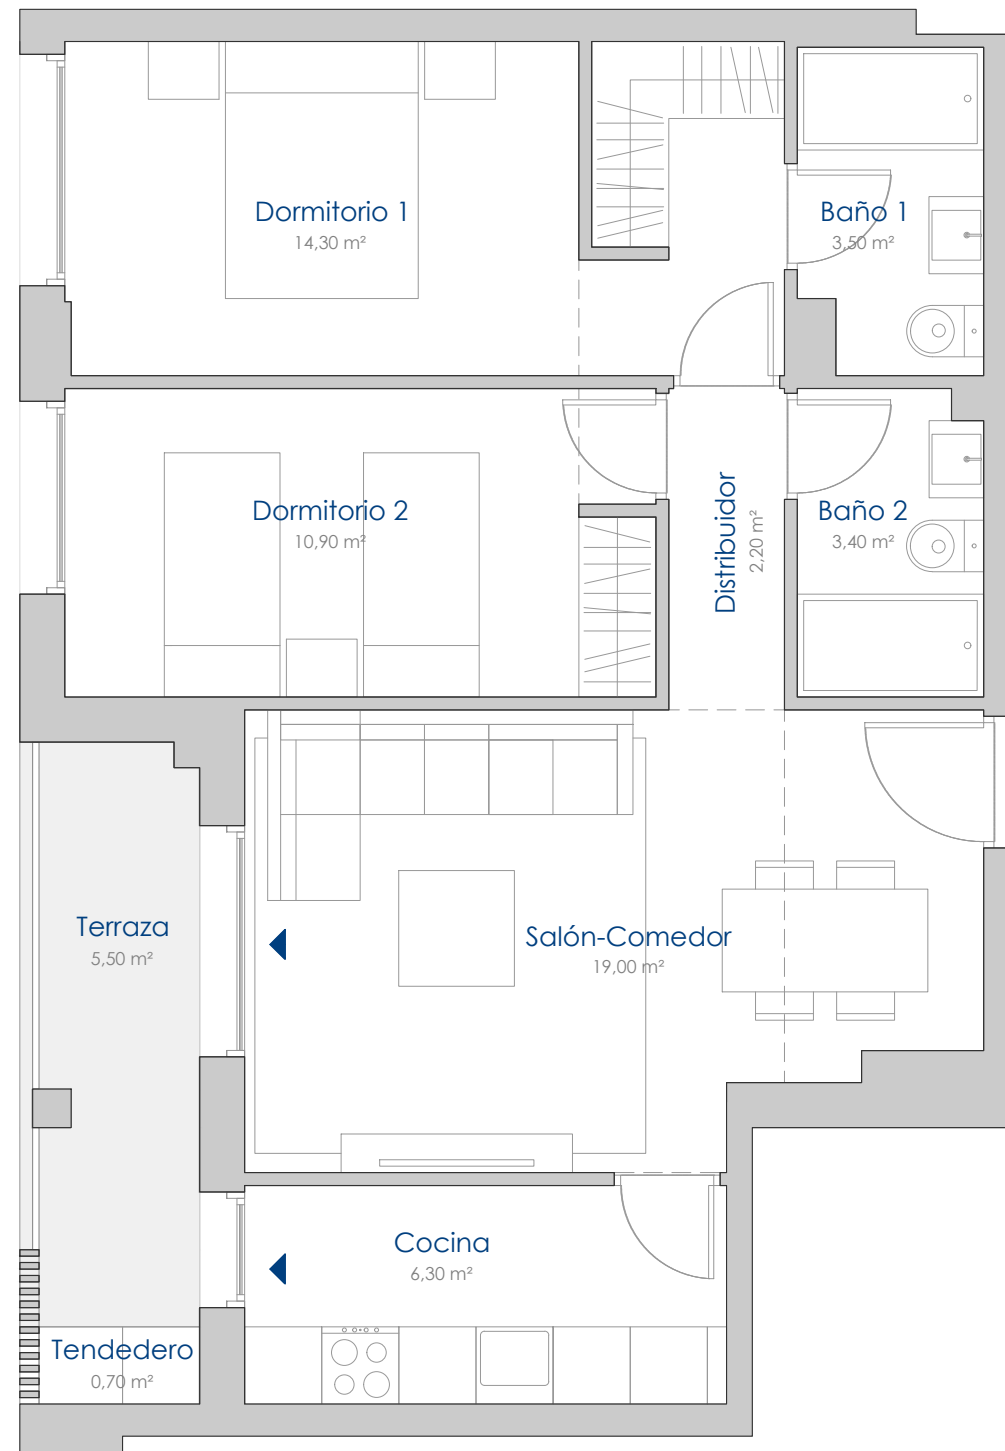 Dormitorio 1
14,30 m²
Baño 1
3,50 m²
Dormitorio 2
10,90 m²
Distribuidor
2,20 m²
Baño 2
3,40 m²
Terraza
5,50 m²
Salón-Comedor
19,00 m²
Cocina
6,30 m²
Tendedero
0,70 m²